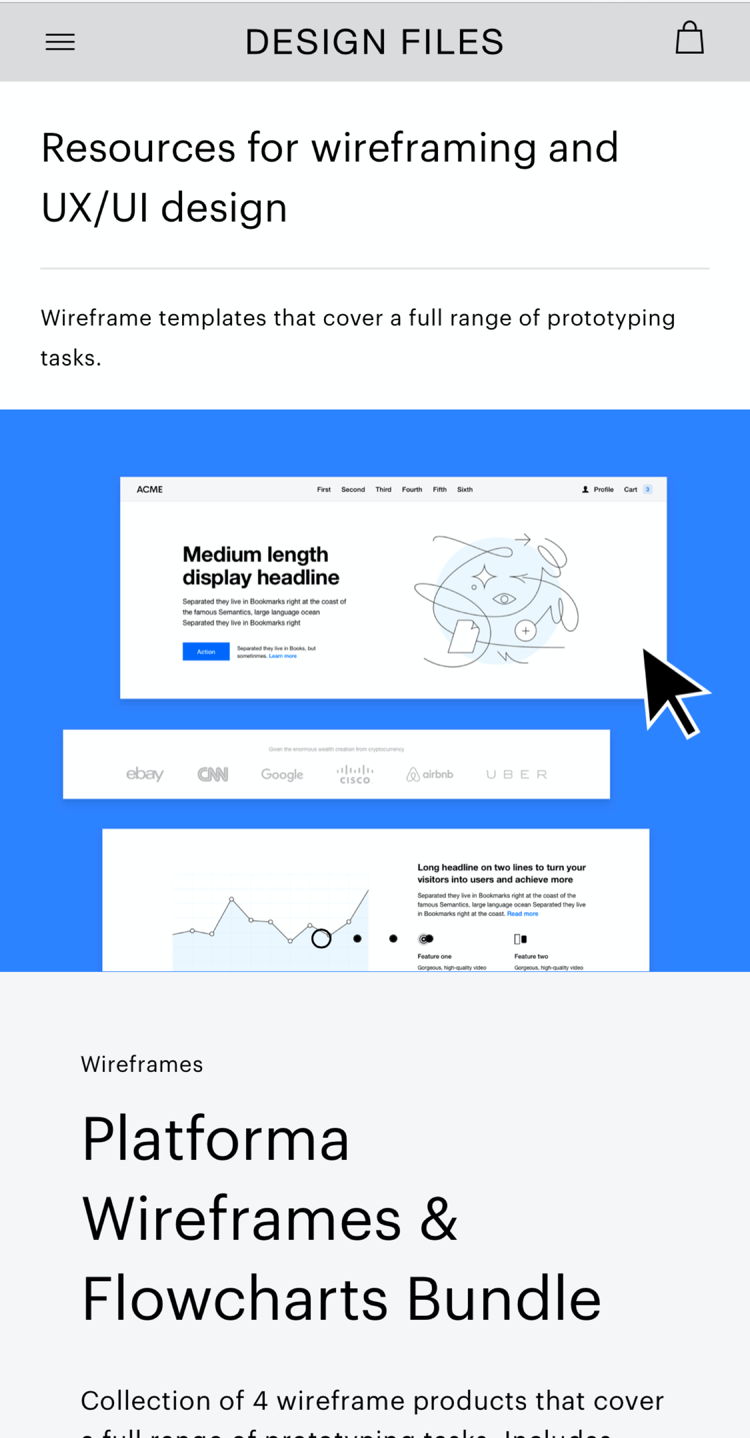 DESIGN FILES
Resources for wireframing and
UX/UI design
Wireframe templates that cover a full range of prototyping
tasks.
ACME First Second Third Fourth Fifth Sixth Profile Cart 3
Medium length
display headline
Separated they live in Bookmarks right at the coast of
the famous Semantics, large language ocean
Separated they live in Bookmarks right
Action
Separated they live in Books, but
sometimes. Learn more
Given the enormous wealth creation from cryptocurrency
ebay CNN Google CISCO airbnb UBER
Long headline on two lines to turn your
visitors into users and achieve more
Separated they live in Bookmarks right at the coast of the
famous Semantics, large language ocean Separated they live
in Bookmarks right at the coast. Read more
Feature one Feature two
Gorgeous, high-quality video Gorgeous, high-quality video
Wireframes
Platforma
Wireframes &
Flowcharts Bundle
Collection of 4 wireframe products that cover
a full range of prototyping tasks. Includes